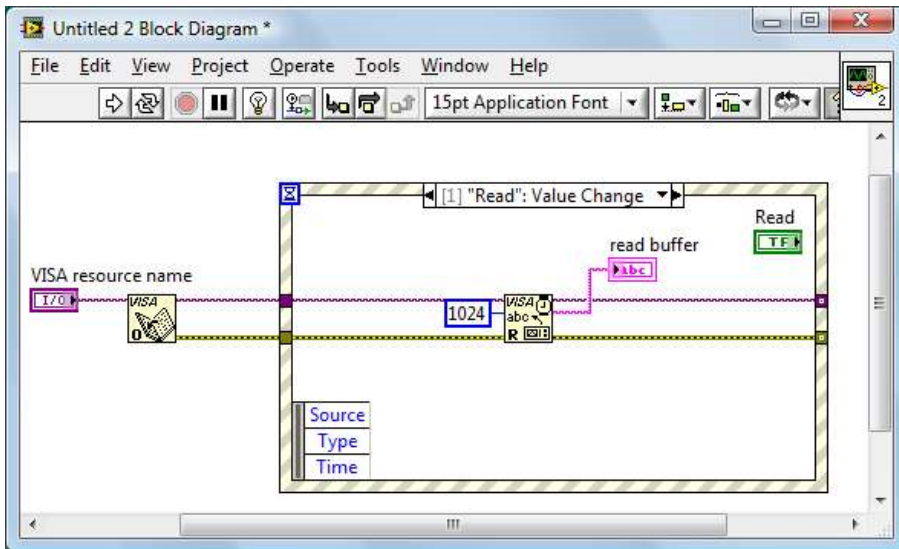 Untitled 2 Block Diagram *
File Edit View Project Operate Tools Window Help
15pt Application Font
2
[1] "Read": Value Change
Read
TF
read buffer
abc
VISA resource name
I/O
VISA
O
1024
VISA
abc
R
Source
Type
Time